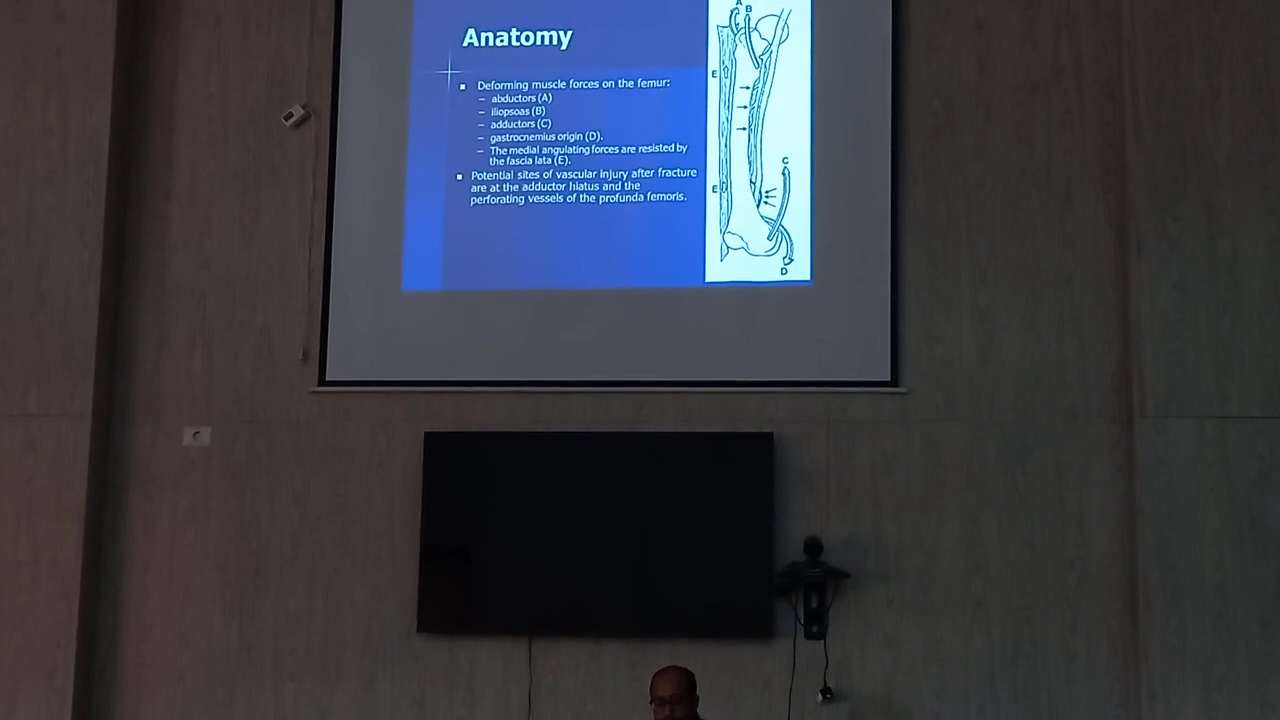 Anatomy
Deforming muscle forces on the femur:
– abductors (A)
– iliopsoas (B)
– adductors (C)
– gastrocnemius origin (D).
– The medial angulating forces are resisted by
the fascia lata (E).
Potential sites of vascular injury after fracture
are at the adductor hiatus and the
perforating vessels of the profunda femoris.
A B
E
C
E
D